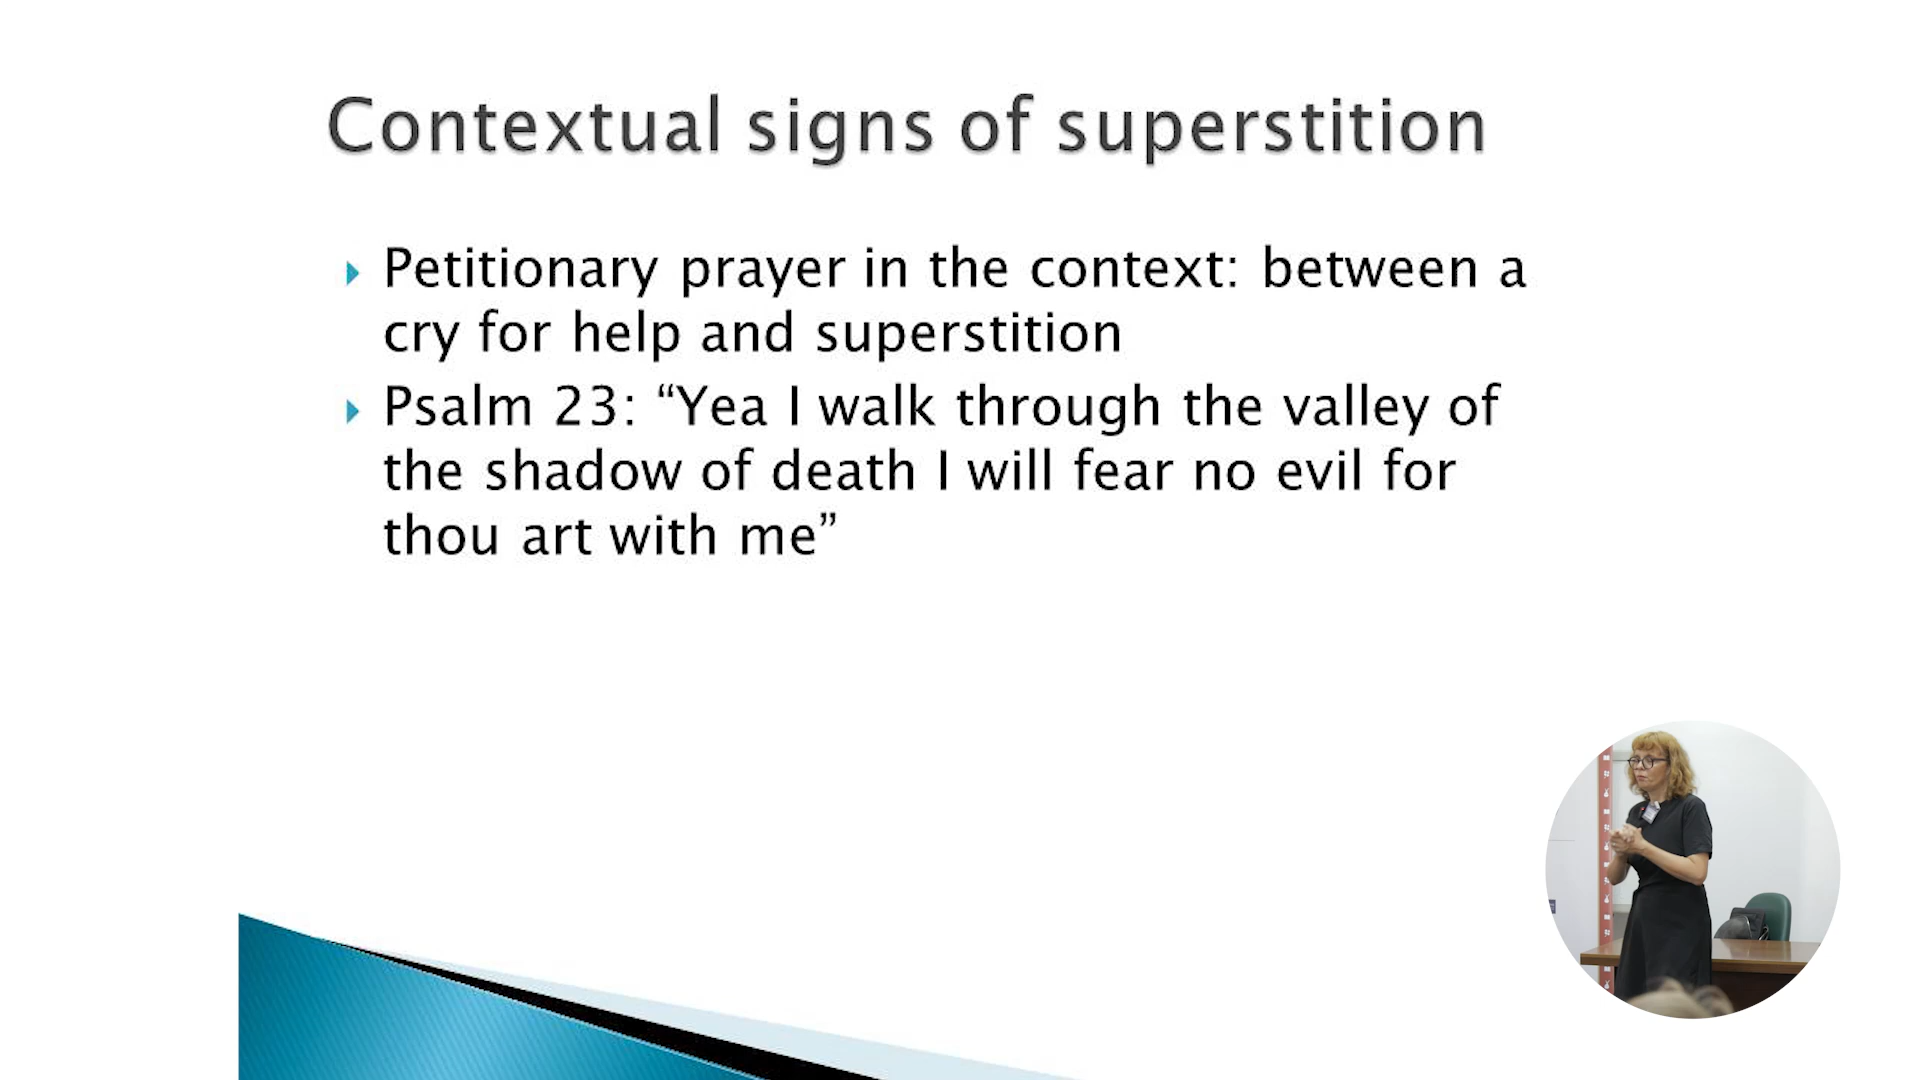 Contextual signs of superstition
Petitionary prayer in the context: between a
cry for help and superstition
Psalm 23: “Yea I walk through the valley of
the shadow of death I will fear no evil for
thou art with me”